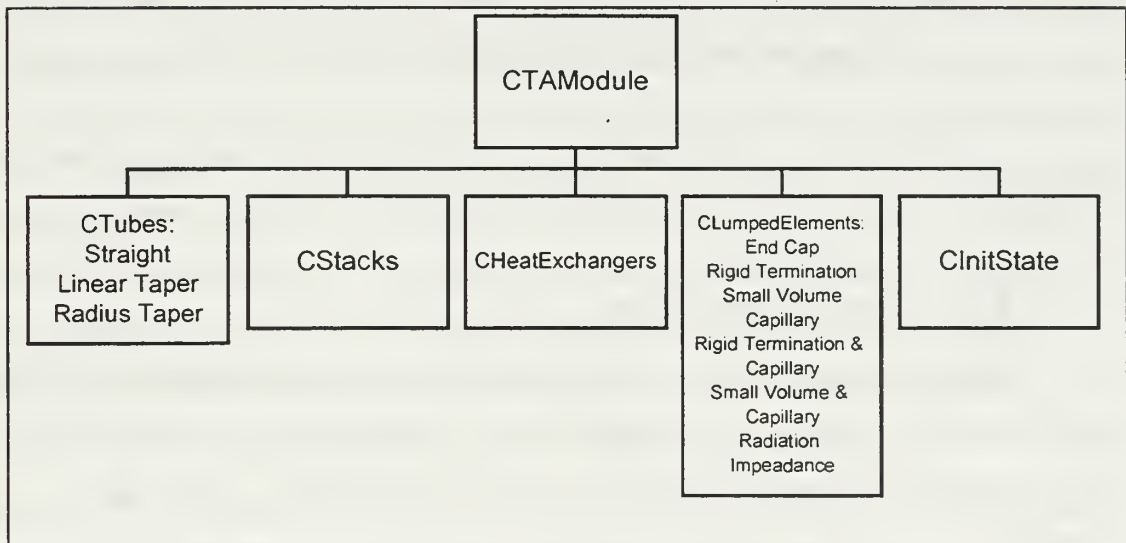 CTAModule
CTubes:
Straight
Linear Taper
Radius Taper
CStacks
CHeatExchangers
CLumpedElements:
End Cap
Rigid Termination
Small Volume
Capillary
Rigid Termination &
Capillary
Small Volume &
Capillary
Radiation
Impeadance
CInitState